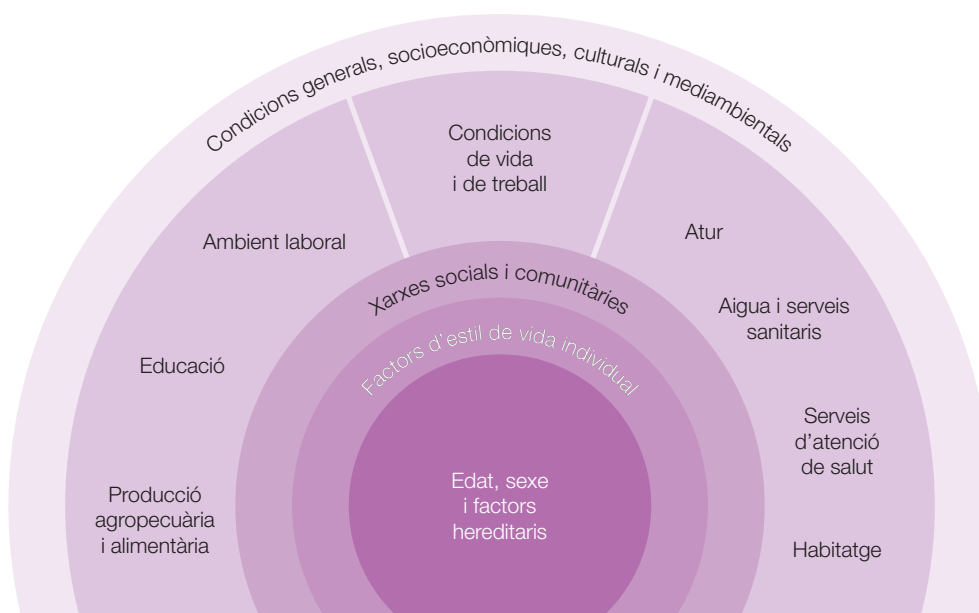 Condicions generals, socioeconòmiques, culturals i mediambientals
Condicions
de vida
i de treball
Ambient laboral
Atur
Xarxes socials i comunitàries
Aigua i serveis
sanitaris
Factors d'estil de vida individual
Educació
Serveis
d'atenció
de salut
Edat, sexe
i factors
hereditaris
Producció
agropecuària
i alimentària
Habitatge